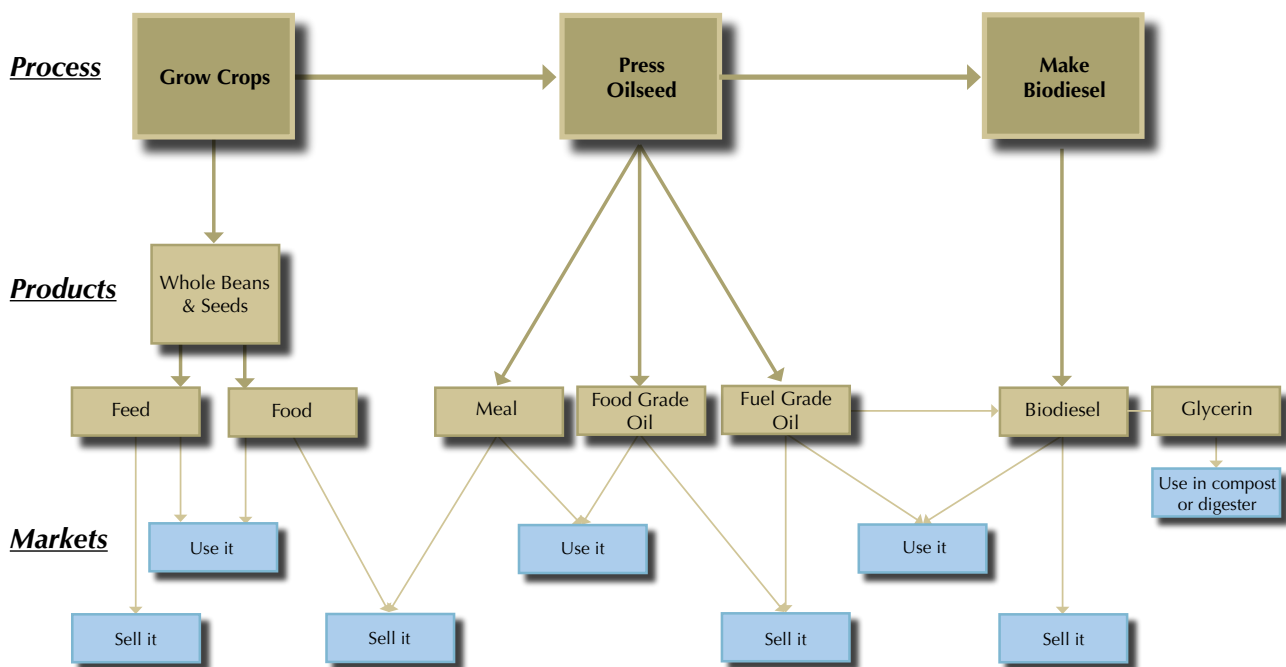 Process
Grow Crops
Press
Oilseed
Make
Biodiesel
Products
Whole Beans
& Seeds
Feed
Food
Meal
Food Grade
Oil
Fuel Grade
Oil
Biodiesel
Glycerin
Use in compost
or digester
Markets
Use it
Use it
Use it
Sell it
Sell it
Sell it
Sell it